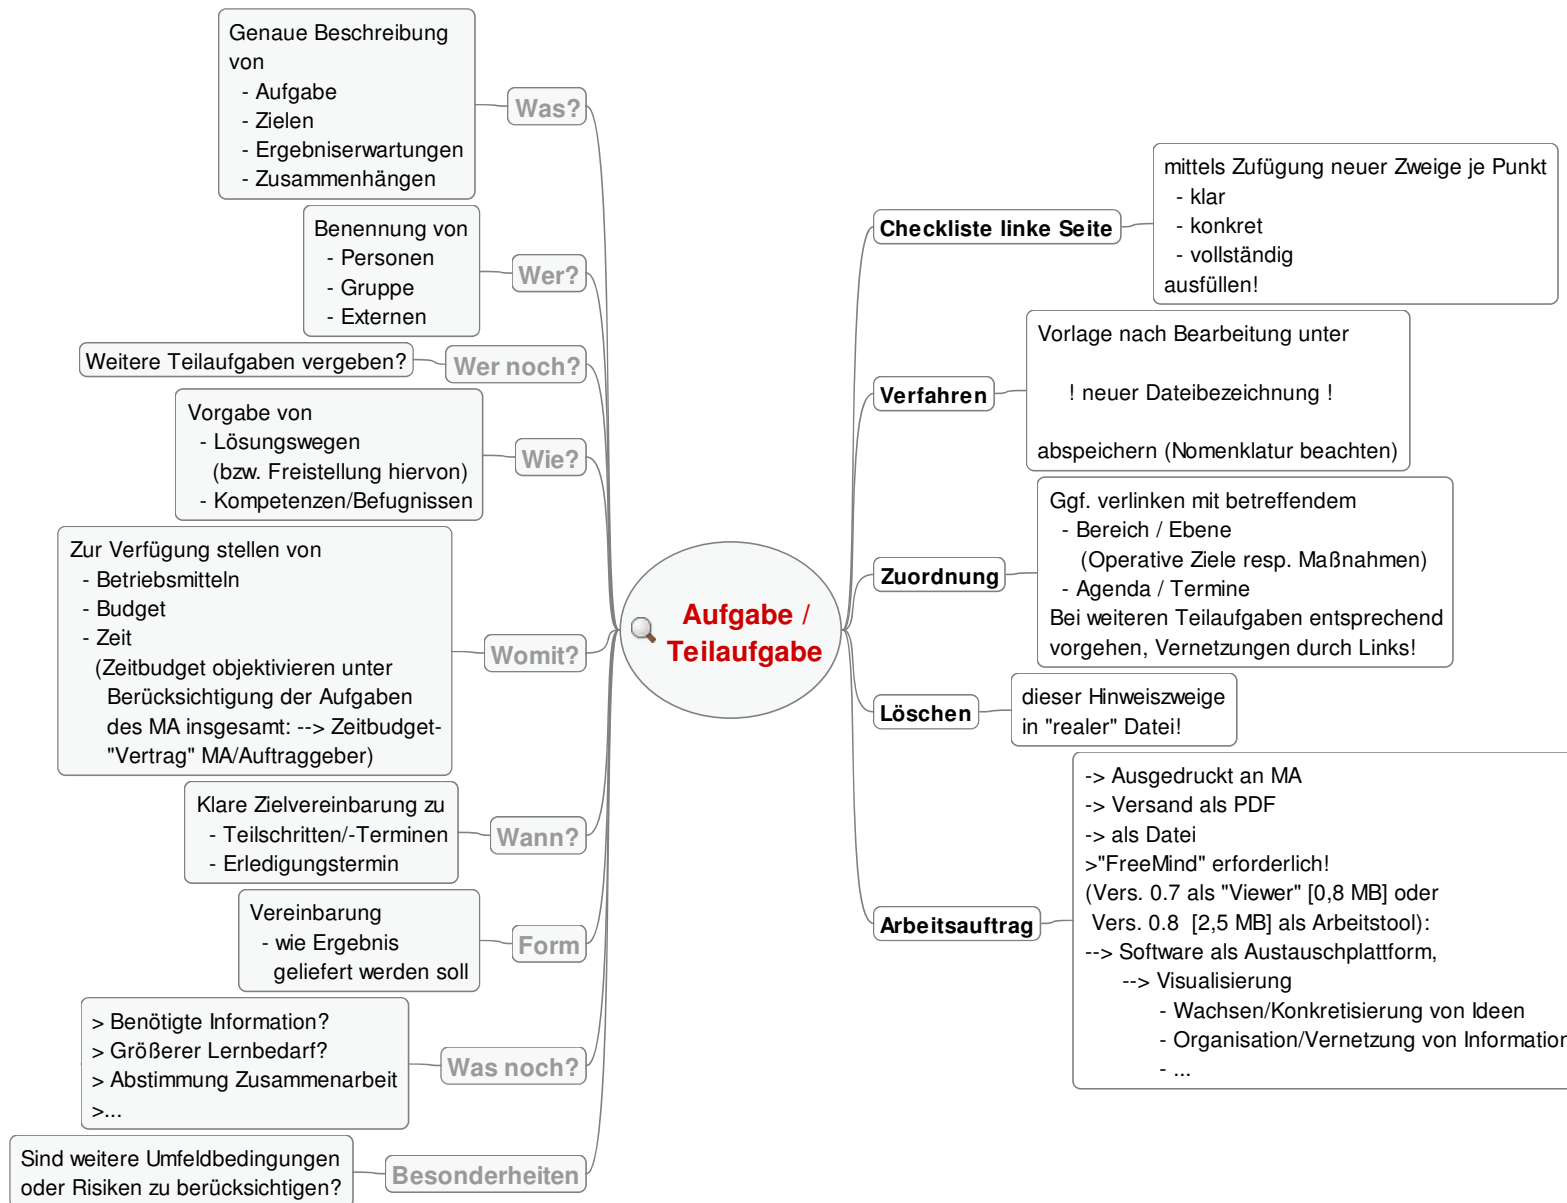 Genaue Beschreibung
von
- Aufgabe
- Zielen
- Ergebniserwartungen
- Zusammenhängen
Was?
Benennung von
- Personen
- Gruppe
- Externen
Wer?
Weitere Teilaufgaben vergeben?
Wer noch?
Vorgabe von
- Lösungswegen
(bzw. Freistellung hiervon)
- Kompetenzen/Befugnissen
Wie?
Zur Verfügung stellen von
- Betriebsmitteln
- Budget
- Zeit
(Zeitbudget objektivieren unter
Berücksichtigung der Aufgaben
des MA insgesamt: --> Zeitbudget-
"Vertrag" MA/Auftraggeber)
Womit?
Klare Zielvereinbarung zu
- Teilschritten/-Terminen
- Erledigungstermin
Wann?
Vereinbarung
- wie Ergebnis
geliefert werden soll
Form
> Benötigte Information?
> Größerer Lernbedarf?
> Abstimmung Zusammenarbeit
>...
Was noch?
Sind weitere Umfeldbedingungen
oder Risiken zu berücksichtigen?
Besonderheiten
Aufgabe /
Teilaufgabe
Checkliste linke Seite
mittels Zufügung neuer Zweige je Punkt
- klar
- konkret
- vollständig
ausfüllen!
Verfahren
Vorlage nach Bearbeitung unter
! neuer Dateibezeichnung !
abspeichern (Nomenklatur beachten)
Zuordnung
Ggf. verlinken mit betreffendem
- Bereich / Ebene
(Operative Ziele resp. Maßnahmen)
- Agenda / Termine
Bei weiteren Teilaufgaben entsprechend
vorgehen, Vernetzungen durch Links!
Löschen
dieser Hinweiszweige
in "realer" Datei!
Arbeitsauftrag
-> Ausgedruckt an MA
-> Versand als PDF
-> als Datei
>"FreeMind" erforderlich!
(Vers. 0.7 als "Viewer" [0,8 MB] oder
Vers. 0.8 [2,5 MB] als Arbeitstool):
--> Software als Austauschplattform,
--> Visualisierung
- Wachsen/Konkretisierung von Ideen
- Organisation/Vernetzung von Information
- ...